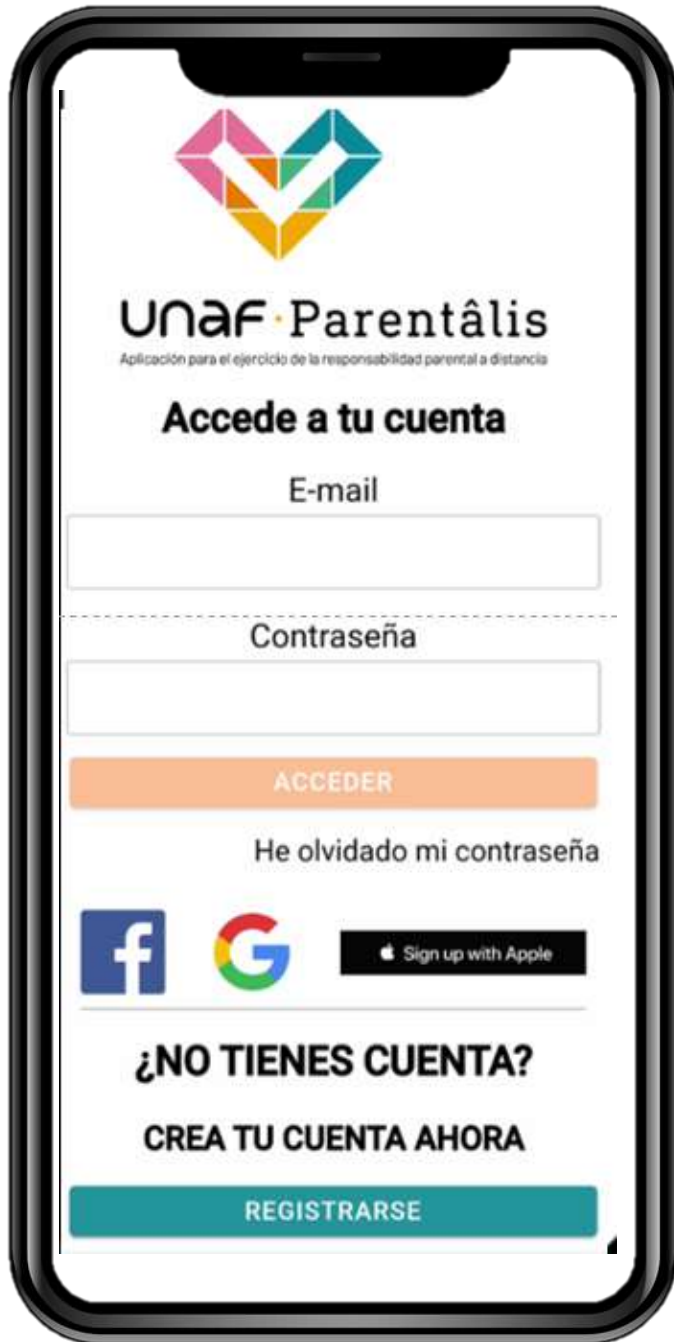 unaf · Parentâlis
Aplicación para el ejercicio de la responsabilidad parental a distancia
Accede a tu cuenta
E-mail
Contraseña
ACCEDER
He olvidado mi contraseña
Sign up with Apple
¿NO TIENES CUENTA?
CREA TU CUENTA AHORA
REGISTRARSE